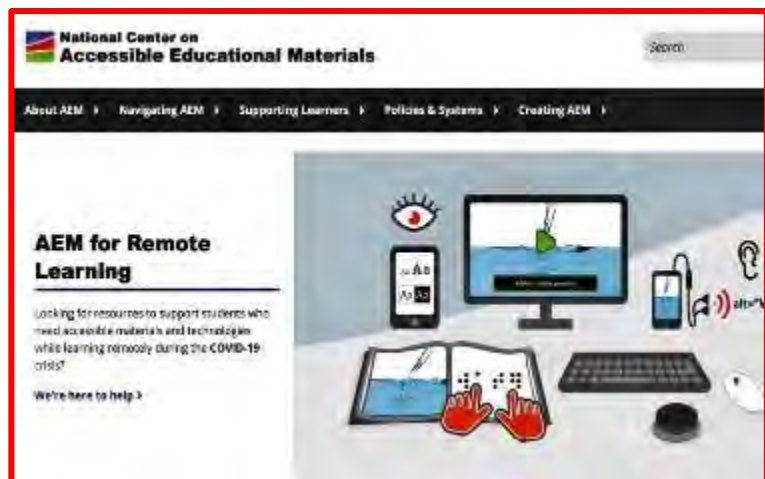 National Center on
Accessible Educational Materials
Search
About AEM
Navigating AEM
Supporting Learners
Policies & Systems
Creating AEM
AEM for Remote
Learning
Looking for resources to support students who
need accessible materials and technologies
while learning remotely during the COVID-19
crisis?
We're here to help >
Aa
alt="